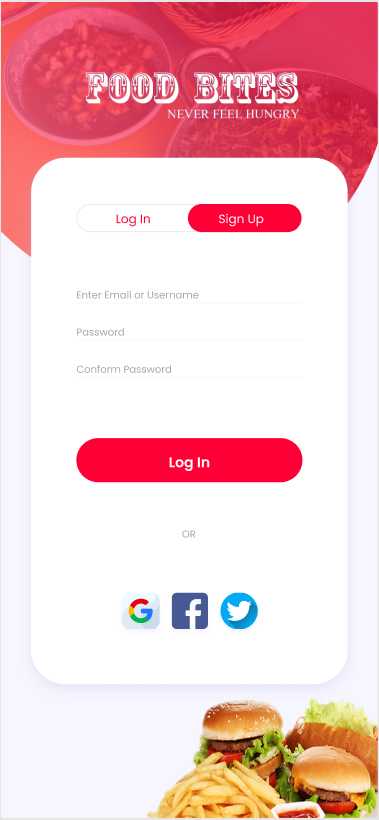 FOOD BITES
NEVER FEEL HUNGRY
Log In Sign Up
Enter Email or Username
Password
Conform Password
Log In
OR